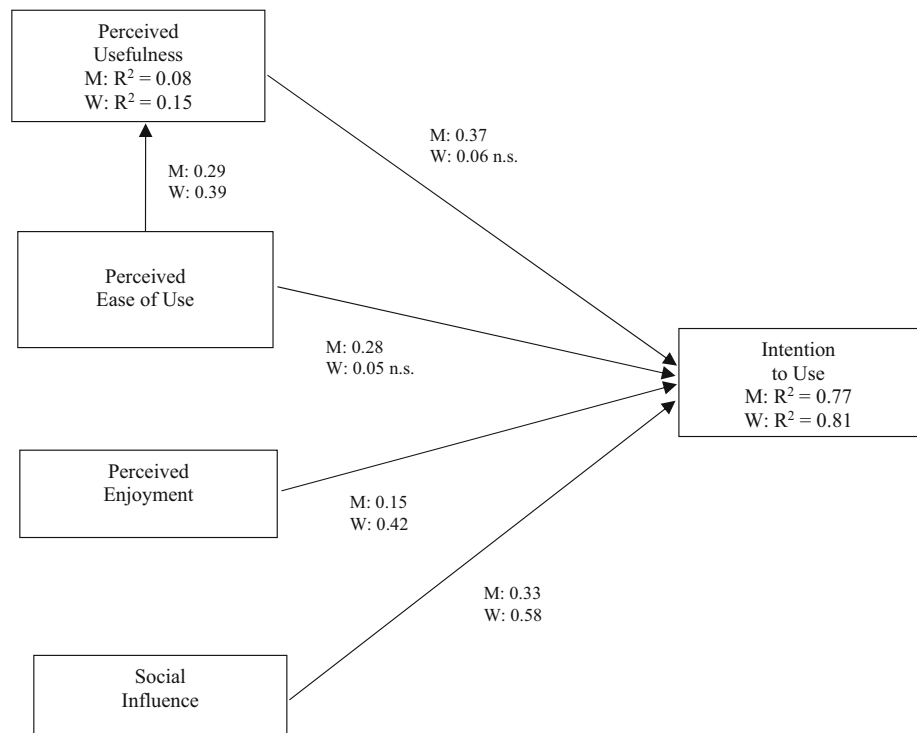 Perceived
Usefulness
M: R² = 0.08
W: R² = 0.15
M: 0.37
W: 0.06 n.s.
M: 0.29
W: 0.39
Perceived
Ease of Use
M: 0.28
W: 0.05 n.s.
Intention
to Use
M: R² = 0.77
W: R² = 0.81
Perceived
Enjoyment
M: 0.15
W: 0.42
M: 0.33
W: 0.58
Social
Influence